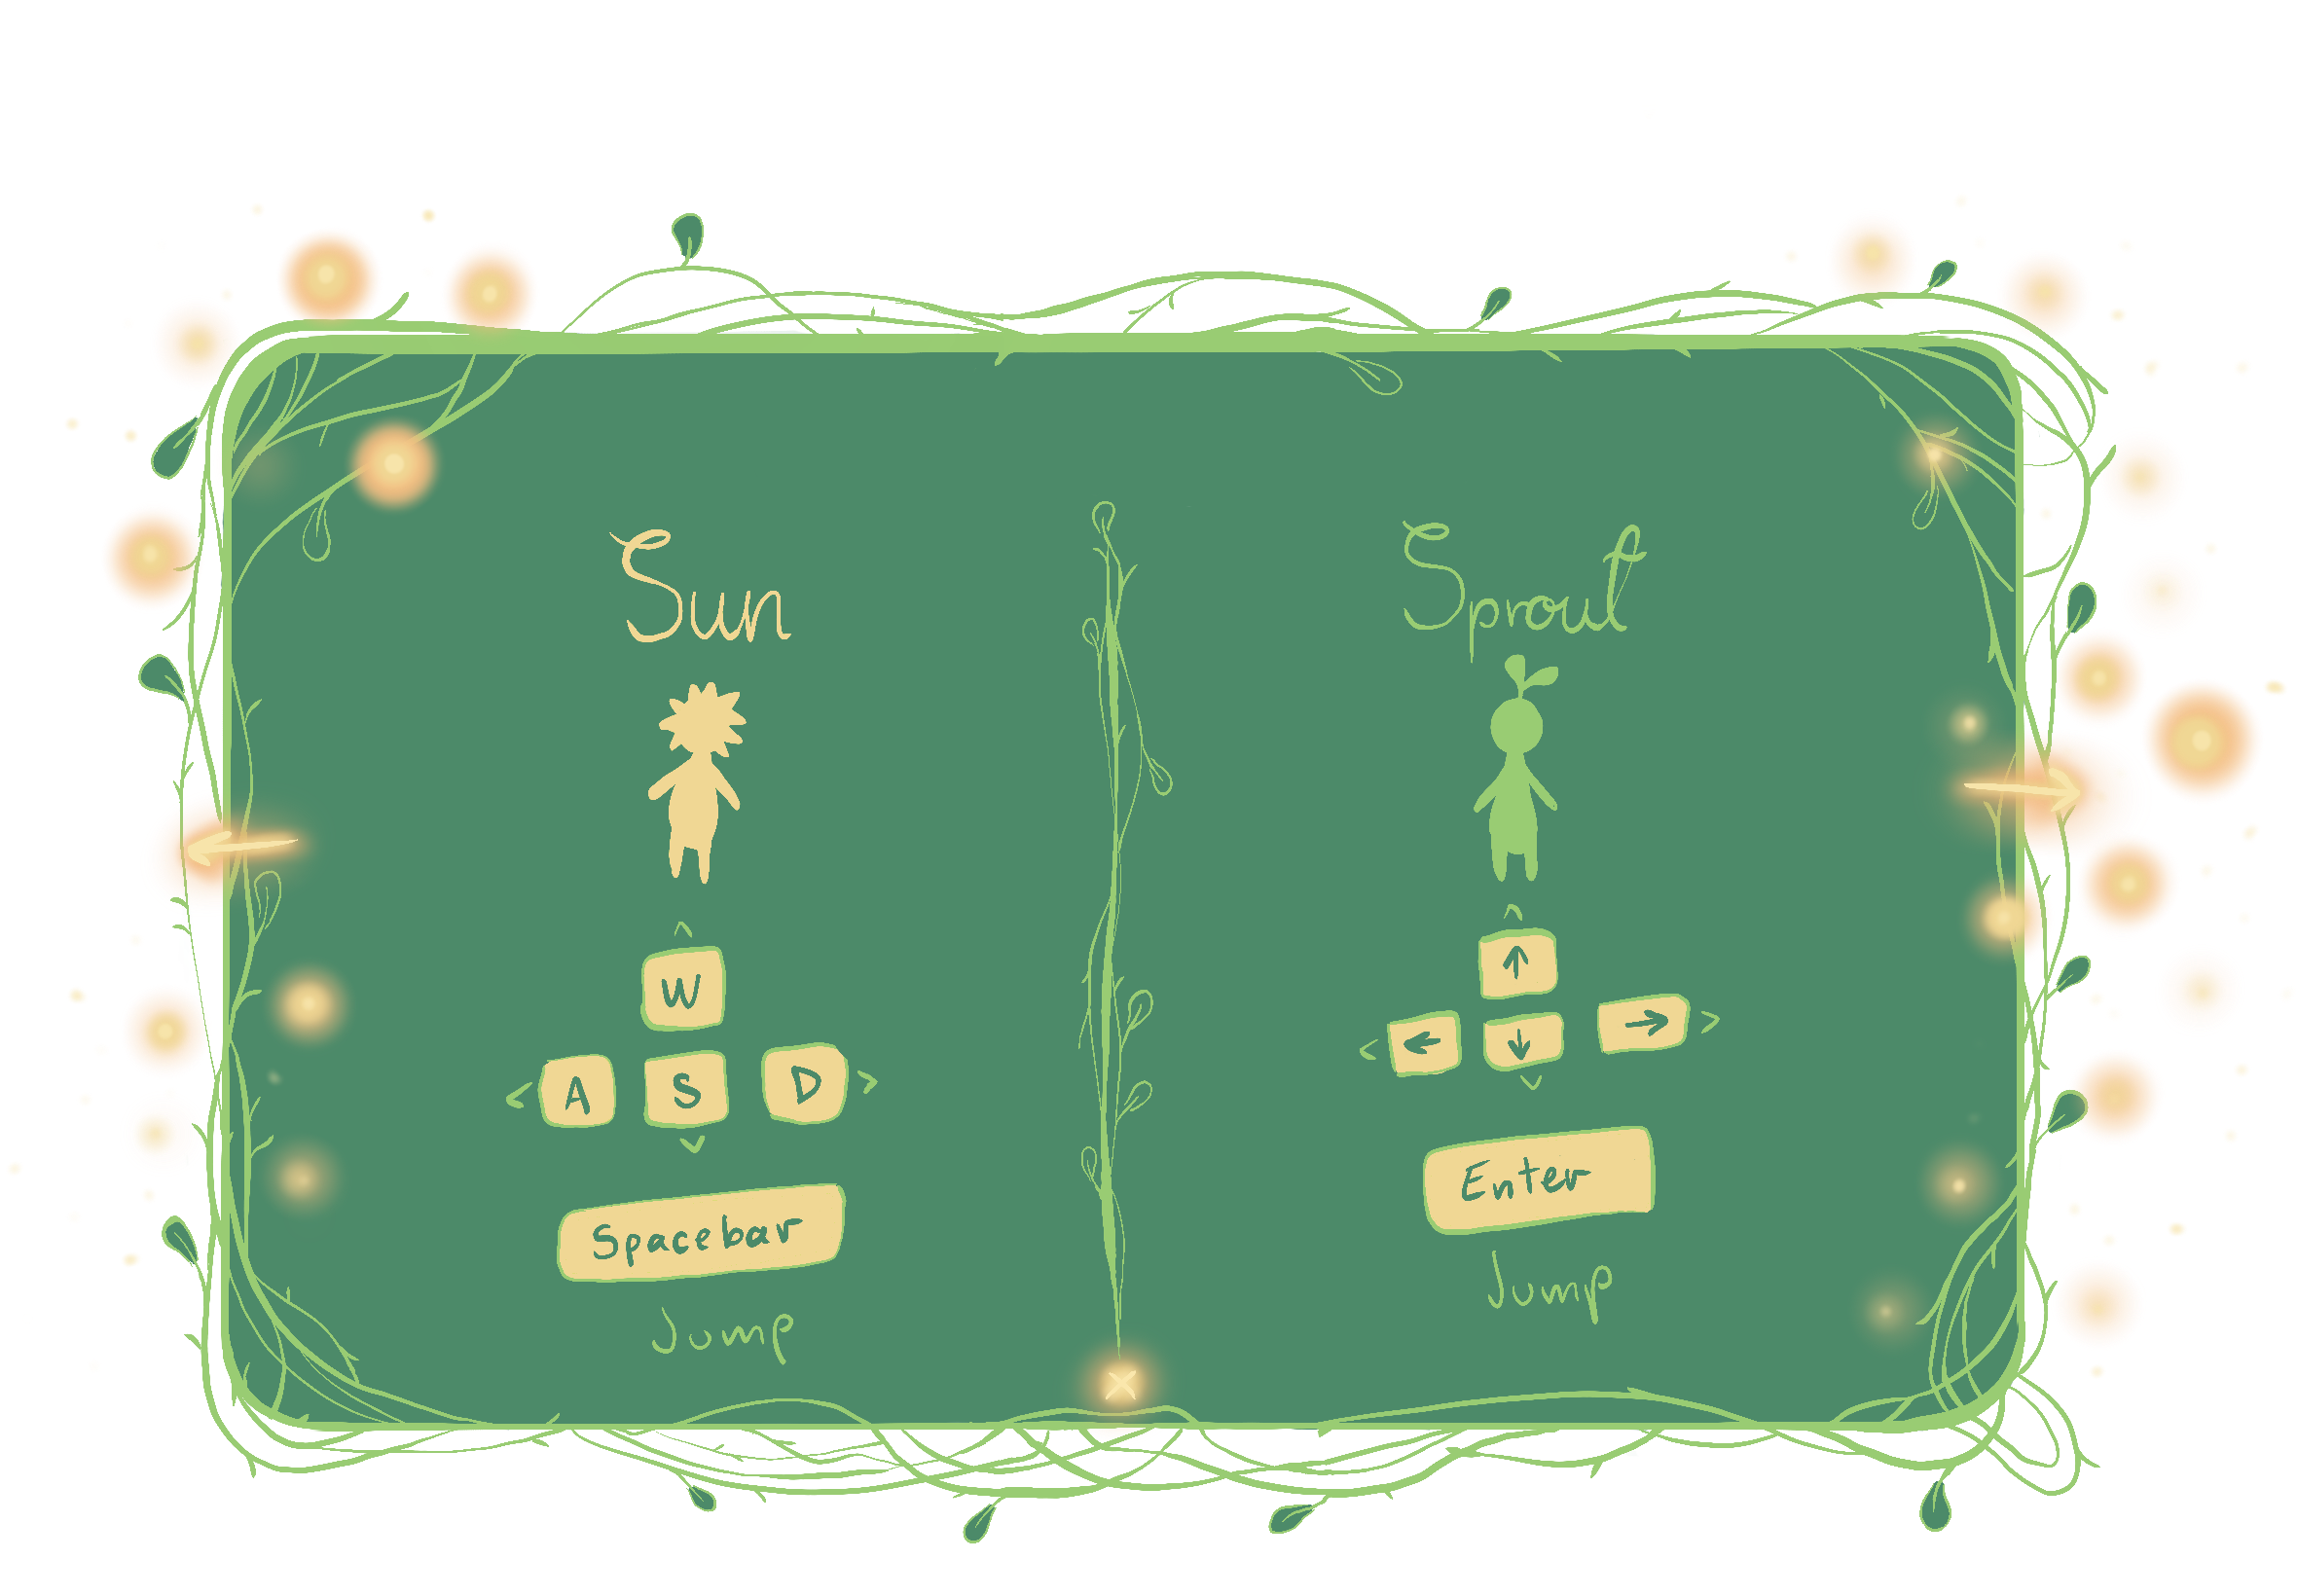 Sun
W
A S D
Spacebar
Jump
Sprout
↑
← ↓ →
Enter
Jump